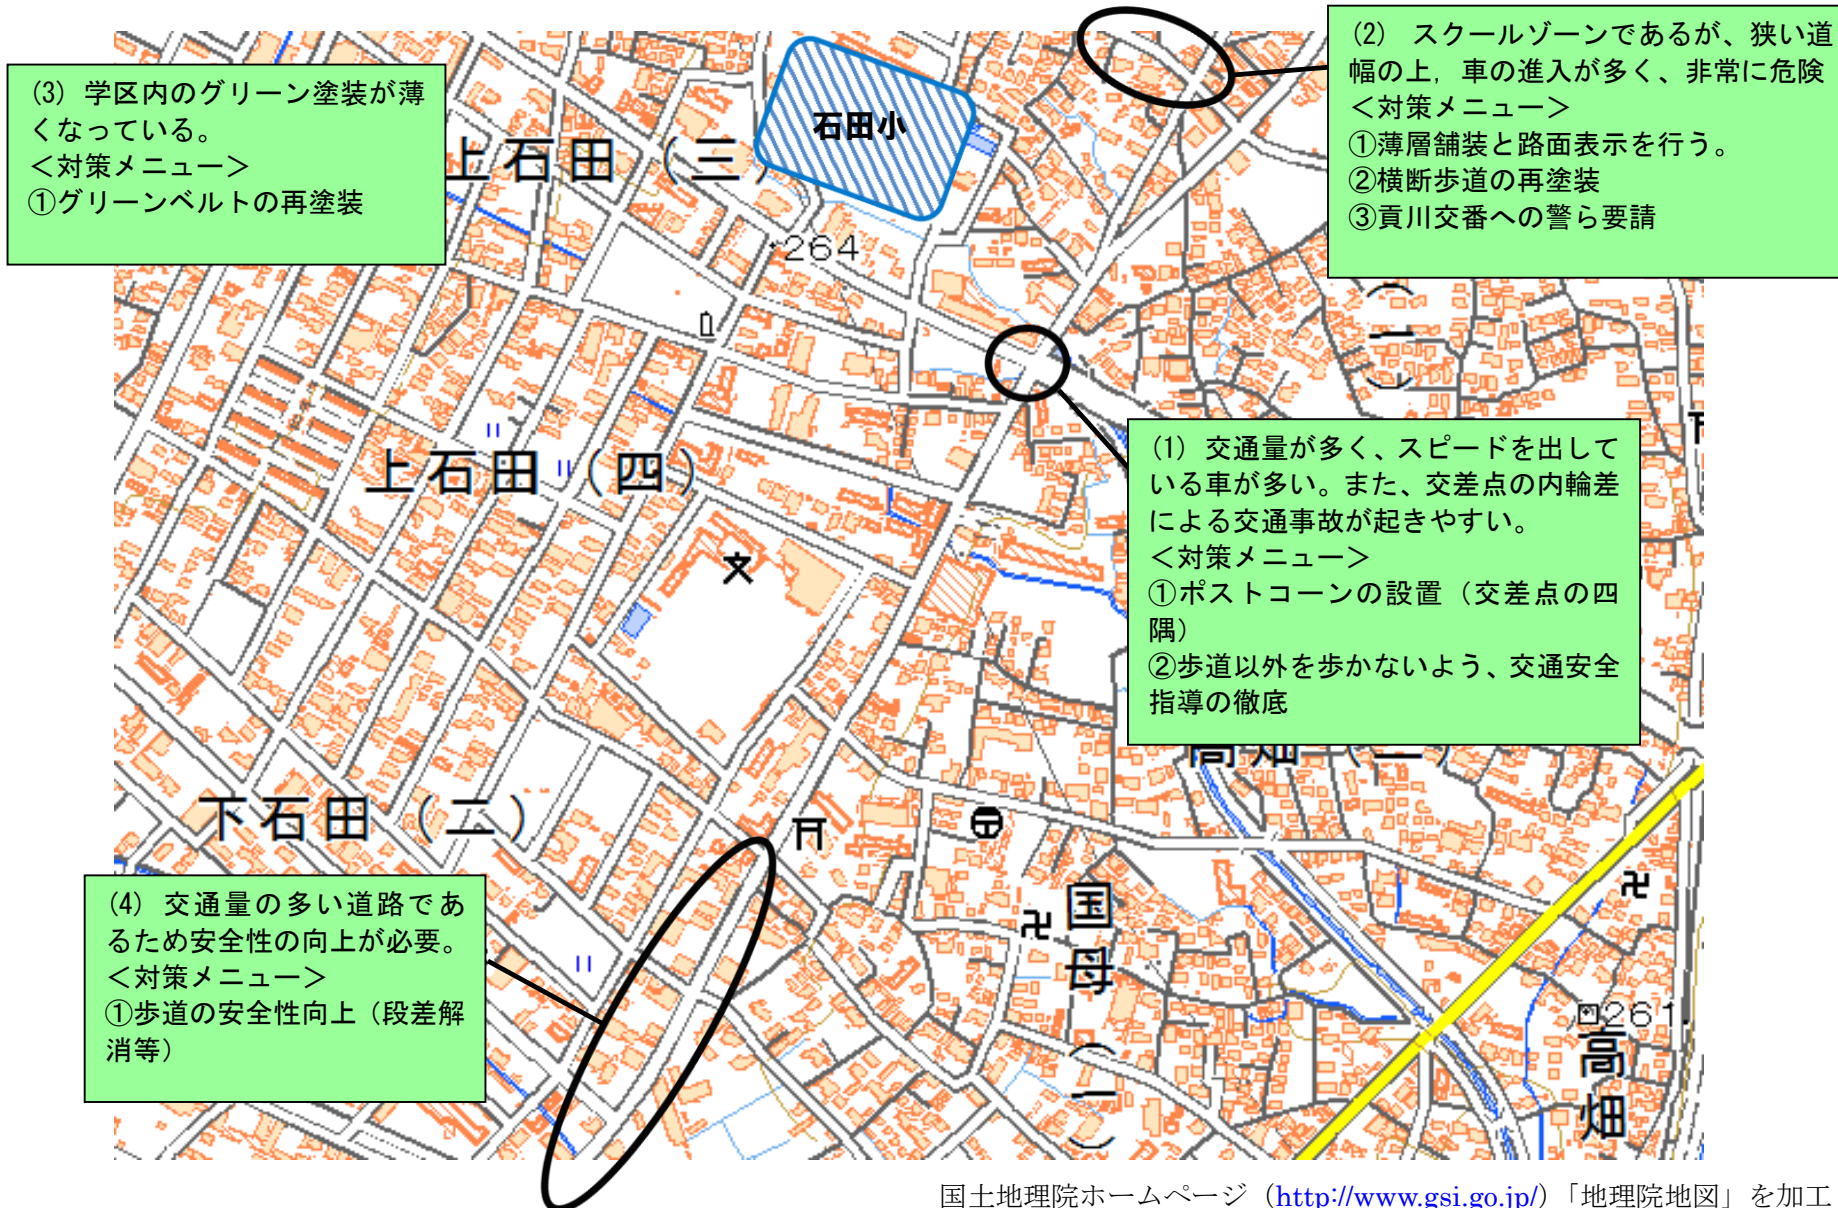 (2) スクールゾーンであるが、狭い道
幅の上，車の進入が多く、非常に危険
＜対策メニュー＞
①薄層舗装と路面表示を行う。
②横断歩道の再塗装
③貢川交番への警ら要請
(3) 学区内のグリーン塗装が薄
くなっている。
＜対策メニュー＞
①グリーンベルトの再塗装
石田小
上石田（三）
264
（二）
上石田（四）
(1) 交通量が多く、スピードを出して
いる車が多い。また、交差点の内輪差
による交通事故が起きやすい。
＜対策メニュー＞
①ポストコーンの設置（交差点の四
隅）
②歩道以外を歩かないよう、交通安全
指導の徹底
高畑（二）
下石田（二）
(4) 交通量の多い道路であ
るため安全性の向上が必要。
＜対策メニュー＞
①歩道の安全性向上（段差解
消等）
国母（一）
261.
高畑
国土地理院ホームページ（http://www.gsi.go.jp/）「地理院地図」を加工